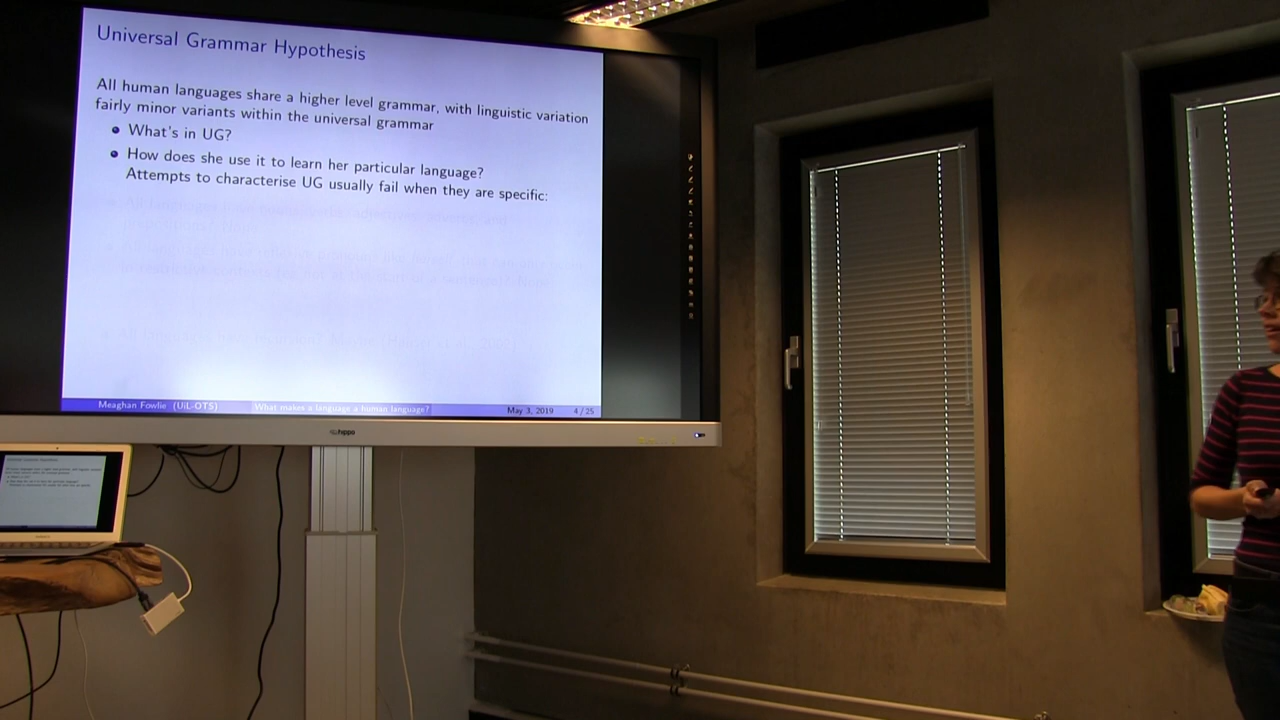 Universal Grammar Hypothesis
All human languages share a higher level grammar, with linguistic variation
fairly minor variants within the universal grammar
What's in UG?
How does she use it to learn her particular language?
Attempts to characterise UG usually fail when they are specific:
Meaghan Fowlie (UiL-OTS) What makes a language a human language? May 3, 2019 4 / 25
hippo